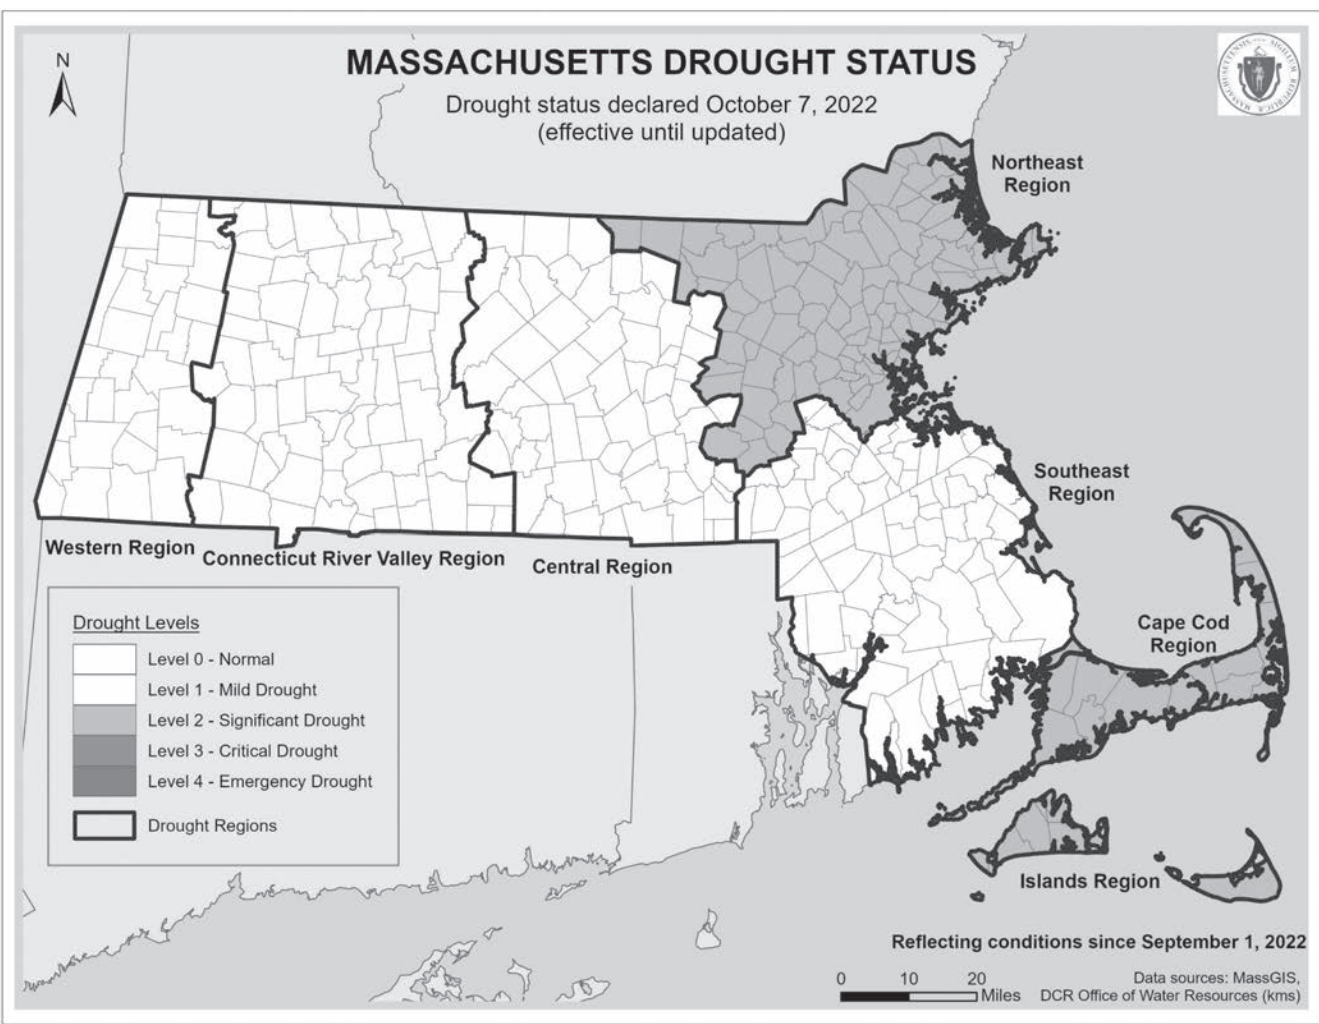 N
MASSACHUSETTS DROUGHT STATUS
Drought status declared October 7, 2022
(effective until updated)
Northeast
Region
Southeast
Region
Cape Cod
Region
Western Region
Connecticut River Valley Region
Central Region
Drought Levels
Level 0 - Normal
Level 1 - Mild Drought
Level 2 - Significant Drought
Level 3 - Critical Drought
Level 4 - Emergency Drought
Drought Regions
Islands Region
Reflecting conditions since September 1, 2022
0 10 20
Miles
Data sources: MassGIS,
DCR Office of Water Resources (kms)